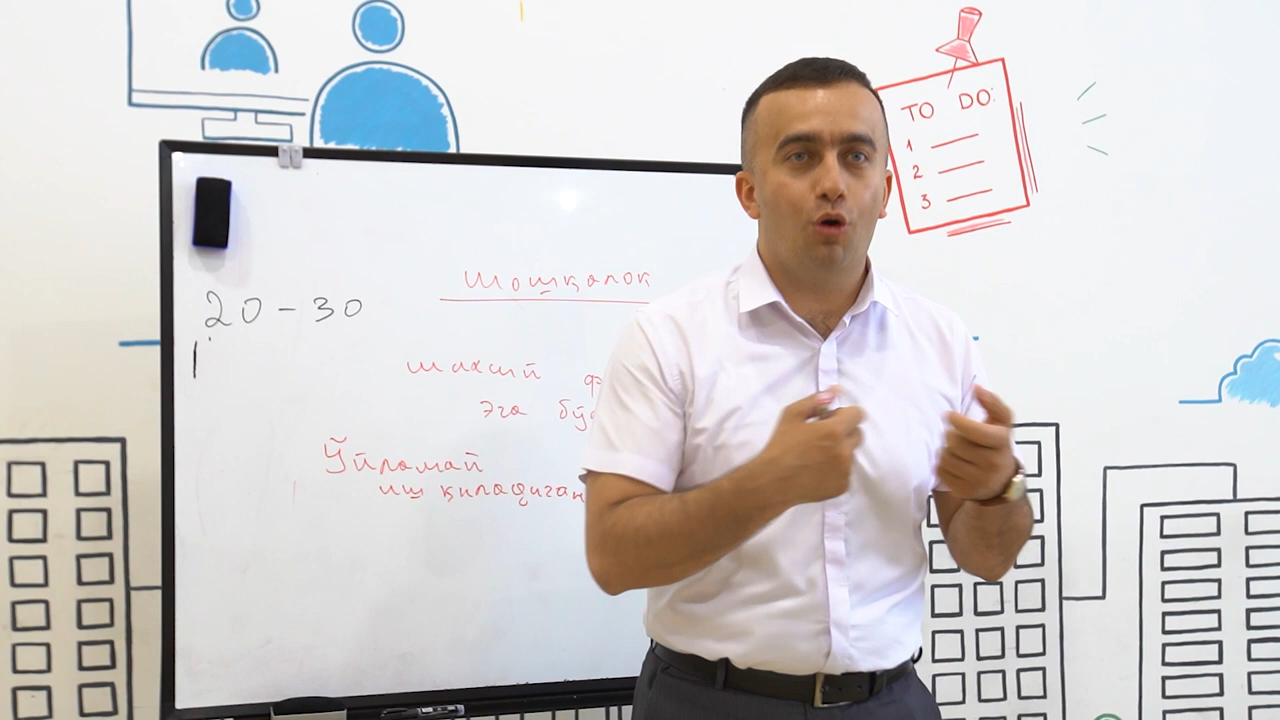 Шошқалоқ
20 - 30
шахсий
эга
Ўйламай
иш қиладиган
TO DO:
1
2
3